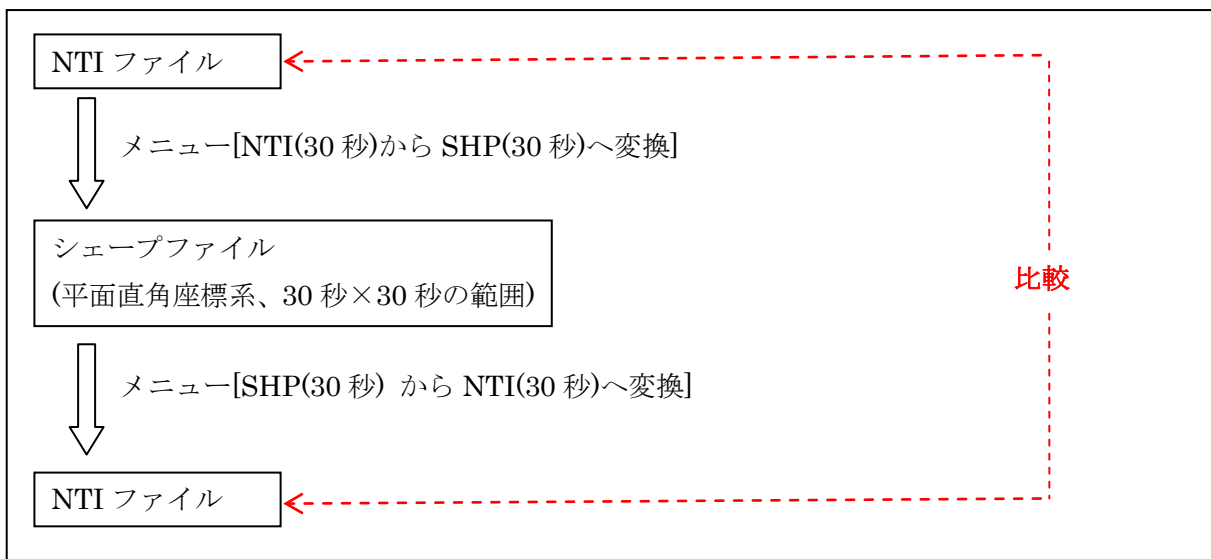 NTI ファイル
メニュー[NTI(30 秒)から SHP(30 秒)へ変換]
シェープファイル
(平面直角座標系、30 秒×30 秒の範囲)
比較
メニュー[SHP(30 秒) から NTI(30 秒)へ変換]
NTI ファイル